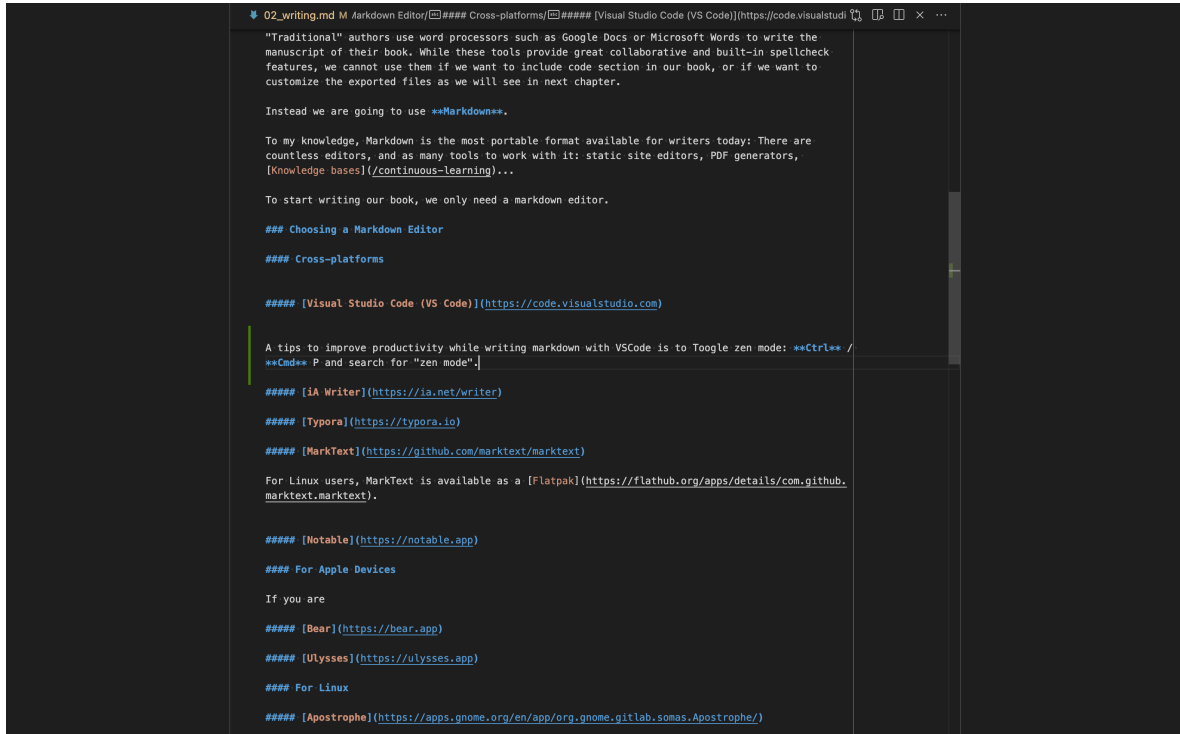 02_writing.md M /arkdown Editor/#### Cross-platforms/##### [Visual Studio Code (VS Code)](https://code.visualstudi
"Traditional" authors use word processors such as Google Docs or Microsoft Words to write the
manuscript of their book. While these tools provide great collaborative and built-in spellcheck
features, we cannot use them if we want to include code section in our book, or if we want to
customize the exported files as we will see in next chapter.
Instead we are going to use **Markdown**.
To my knowledge, Markdown is the most portable format available for writers today: There are
countless editors, and as many tools to work with it: static site editors, PDF generators,
[Knowledge bases](/continuous-learning)...
To start writing our book, we only need a markdown editor.
### Choosing a Markdown Editor
#### Cross-platforms
##### [Visual Studio Code (VS Code)](https://code.visualstudio.com)
A tips to improve productivity while writing markdown with VSCode is to Toogle zen mode: **Ctrl** /
**Cmd** P and search for "zen mode".
##### [iA Writer](https://ia.net/writer)
##### [Typora](https://typora.io)
##### [MarkText](https://github.com/marktext/marktext)
For Linux users, MarkText is available as a [Flatpak](https://flathub.org/apps/details/com.github.
marktext.marktext).
##### [Notable](https://notable.app)
#### For Apple Devices
If you are
##### [Bear](https://bear.app)
##### [Ulysses](https://ulysses.app)
#### For Linux
##### [Apostrophe](https://apps.gnome.org/en/app/org.gnome.gitlab.somas.Apostrophe/)